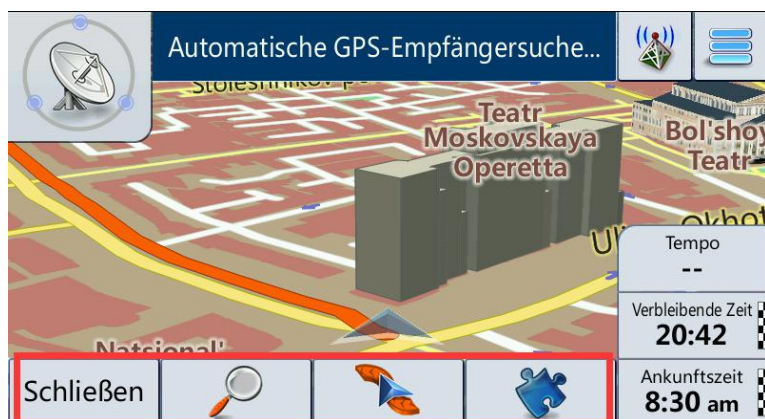 Automatische GPS-Empfängersuche...
Teatr
Moskovskaya
Operetta
Bol'shoy
Teatr
Tempo
--
Verbleibende Zeit
20:42
Natsional'
Schließen
Ankunftszeit
8:30 am